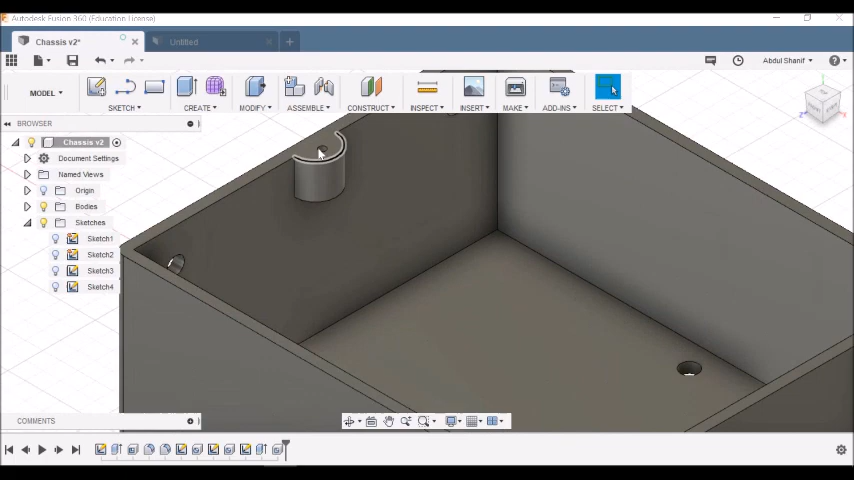 Autodesk Fusion 360 (Education License)
Chassis v2*
Untitled
Abdul Shanif
MODEL
SKETCH
CREATE
MODIFY
ASSEMBLE
CONSTRUCT
INSPECT
INSERT
MAKE
ADD-INS
SELECT
BROWSER
Chassis v2
Document Settings
Named Views
Origin
Bodies
Sketches
Sketch1
Sketch2
Sketch3
Sketch4
COMMENTS